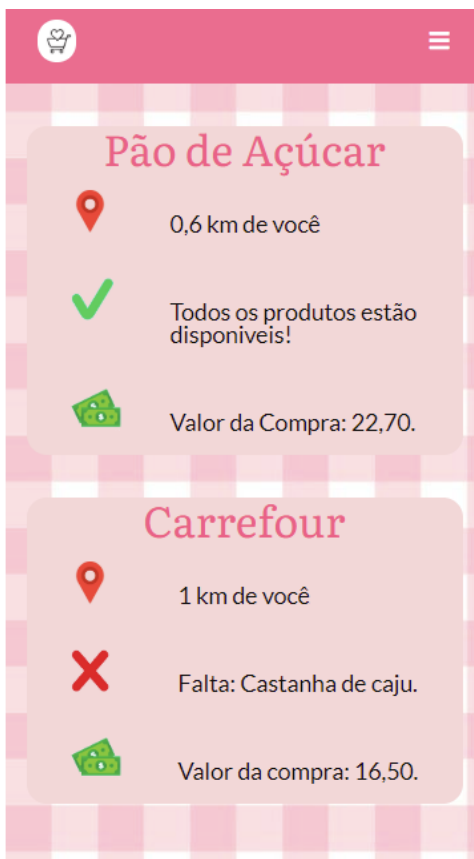 Pão de Açúcar
0,6 km de você
Todos os produtos estão
disponiveis!
Valor da Compra: 22,70.
Carrefour
1 km de você
Falta: Castanha de caju.
Valor da compra: 16,50.